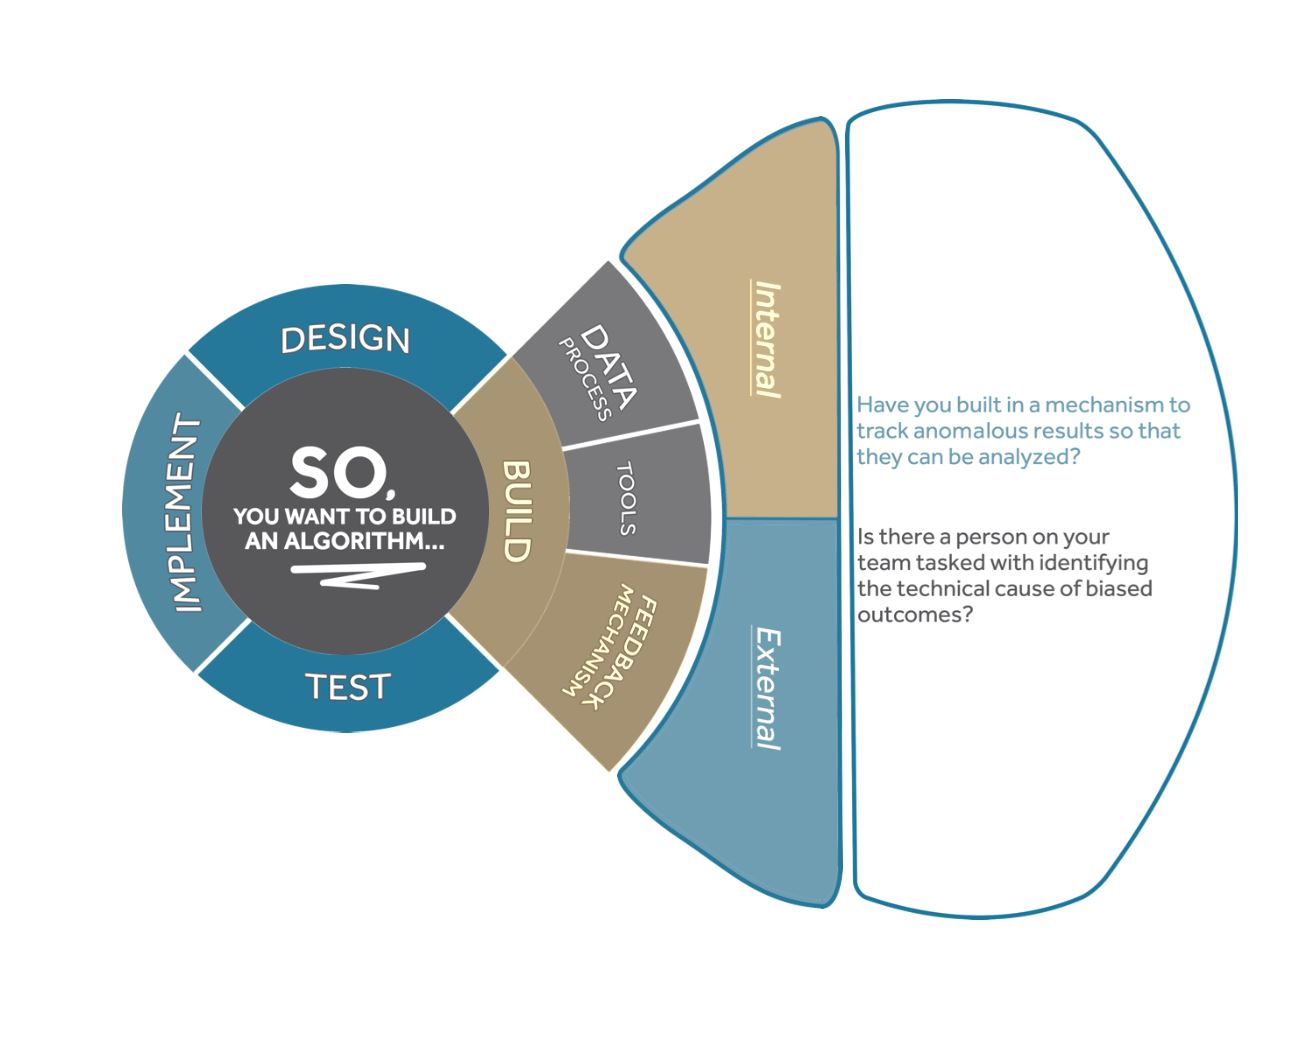 DESIGN
IMPLEMENT
SO,
YOU WANT TO BUILD
AN ALGORITHM...
BUILD
TEST
DATA
PROCESS
TOOLS
FEEDBACK
MECHANISM
Internal
External
Have you built in a mechanism to
track anomalous results so that
they can be analyzed?
Is there a person on your
team tasked with identifying
the technical cause of biased
outcomes?